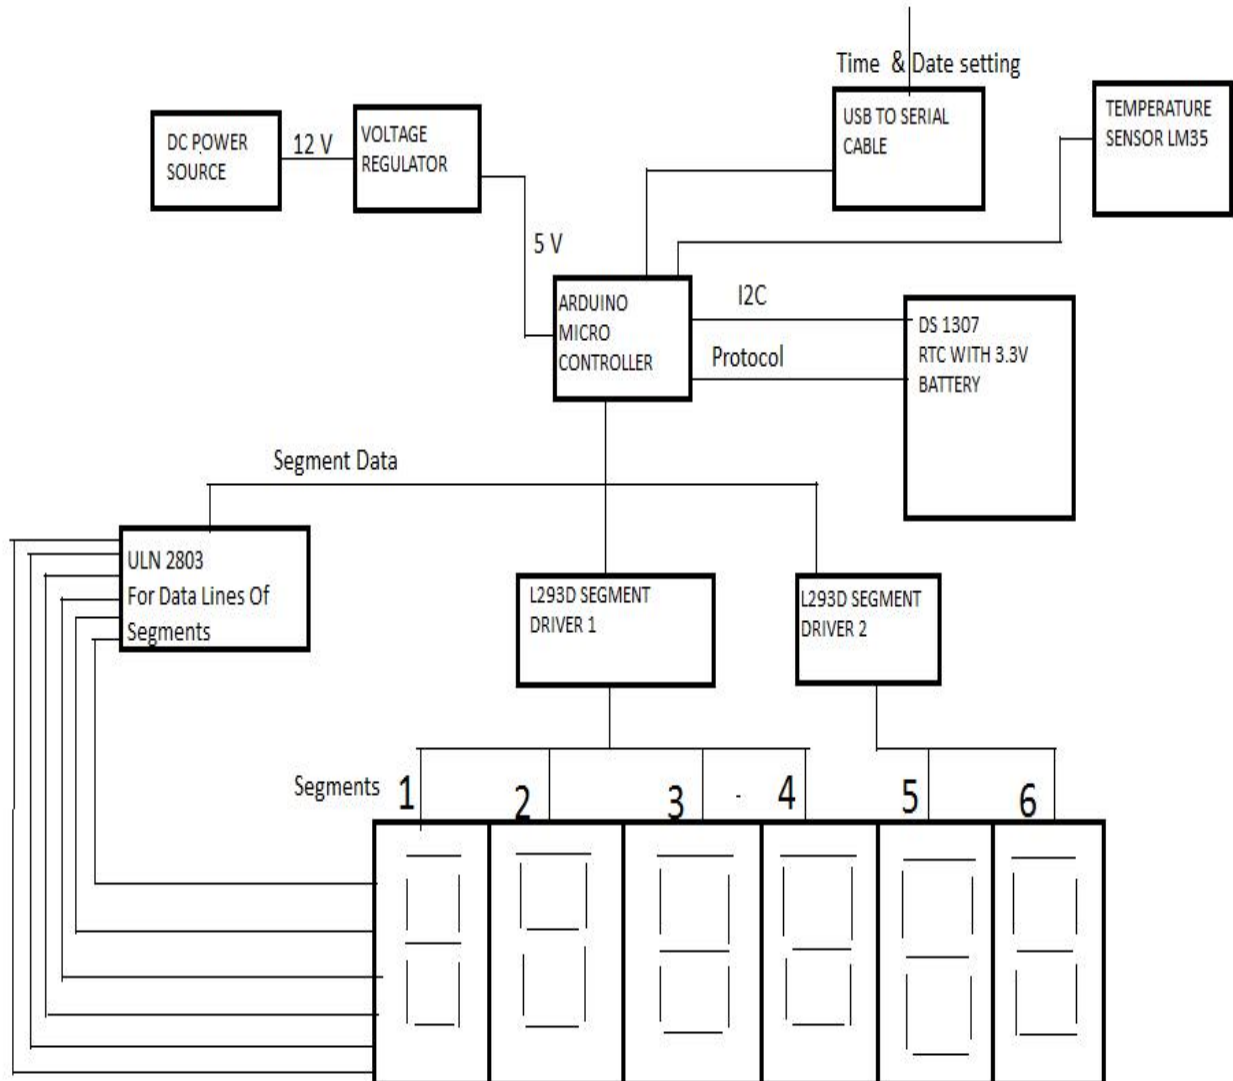 Time & Date setting
DC POWER
SOURCE
12 V
VOLTAGE
REGULATOR
USB TO SERIAL
CABLE
TEMPERATURE
SENSOR LM35
5 V
ARDUINO
MICRO
CONTROLLER
I2C
Protocol
DS 1307
RTC WITH 3.3V
BATTERY
Segment Data
ULN 2803
For Data Lines Of
Segments
L293D SEGMENT
DRIVER 1
L293D SEGMENT
DRIVER 2
Segments 1 2 3 - 4 5 6